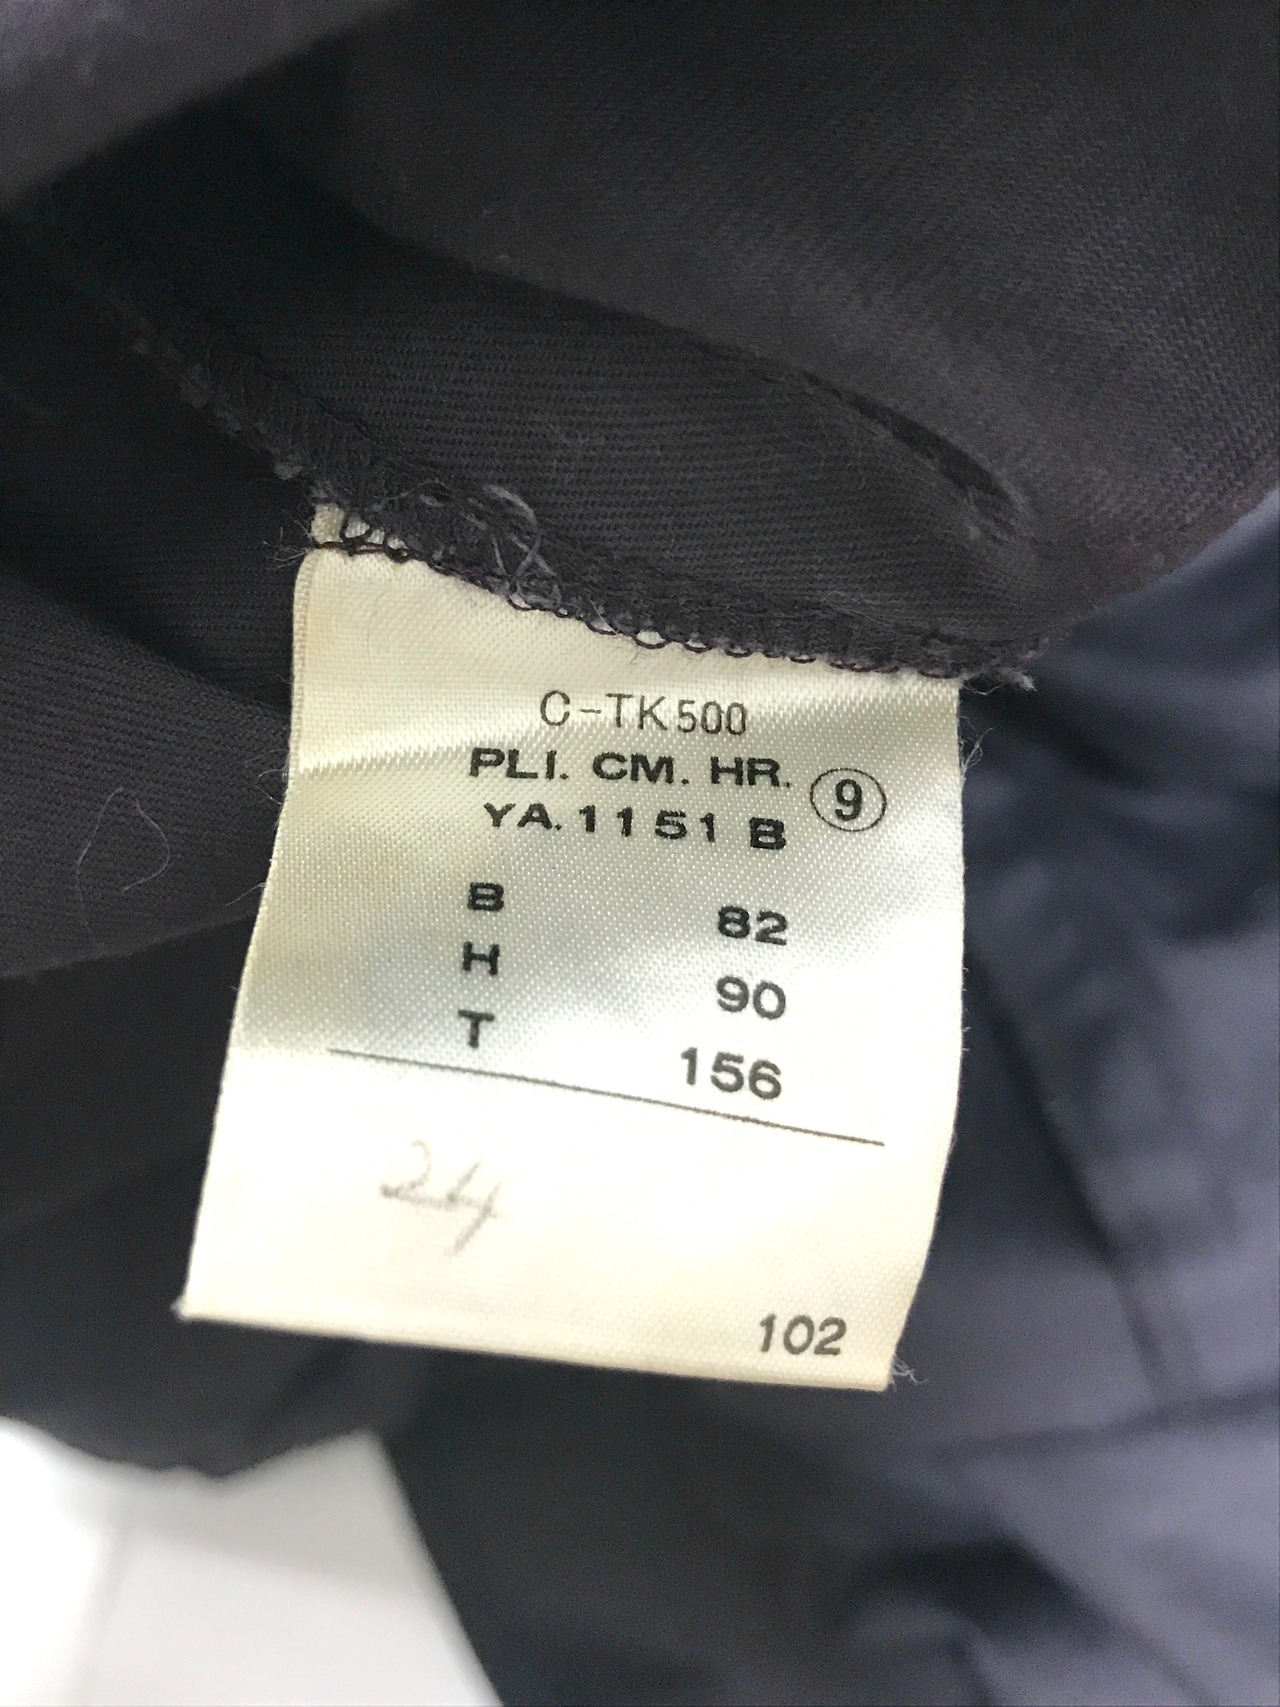 C-TK500
PLI. CM. HR. ⑨
YA. 1151 B
B 82
H 90
T 156
24
102